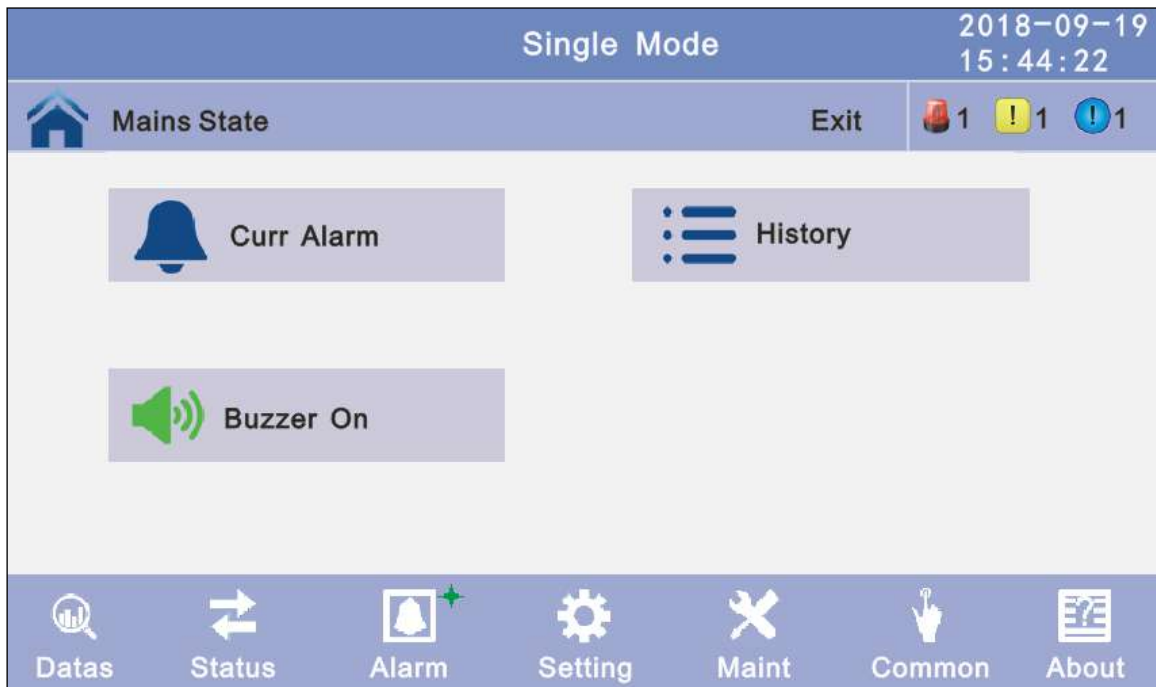 Single Mode
2018-09-19
15:44:22
Mains State
Exit
1
! 1
! 1
Curr Alarm
History
Buzzer On
Datas
Status
Alarm
Setting
Maint
Common
? About